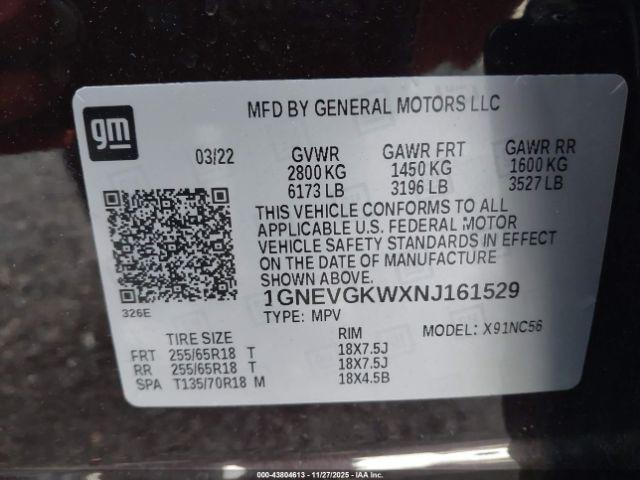 gm
MFD BY GENERAL MOTORS LLC
03/22 GVWR GAWR FRT GAWR RR
2800 KG 1450 KG 1600 KG
6173 LB 3196 LB 3527 LB
THIS VEHICLE CONFORMS TO ALL
APPLICABLE U.S. FEDERAL MOTOR
VEHICLE SAFETY STANDARDS IN EFFECT
ON THE DATE OF MANUFACTURE
SHOWN ABOVE.
326E
1GNEVGKWXNJ161529
TYPE: MPV MODEL: X91NC56
TIRE SIZE RIM
FRT 255/65R18 T 18X7.5J
RR 255/65R18 T 18X7.5J
SPA T135/70R18 M 18X4.5B
000-43804613 - 11/27/2025 - IAAI.COM